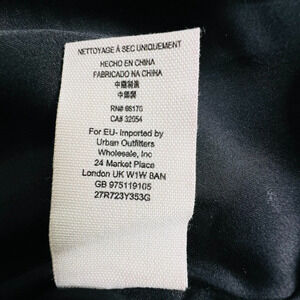 NETTOYAGE À SEC UNIQUEMENT
HECHO EN CHINA
FABRICADO NA CHINA
中國製造
中国製
RN# 66170
CA# 32054
For EU- Imported by
Urban Outfitters
Wholesale, Inc
24 Market Place
London UK W1W 8AN
GB 975119105
27R723Y353G